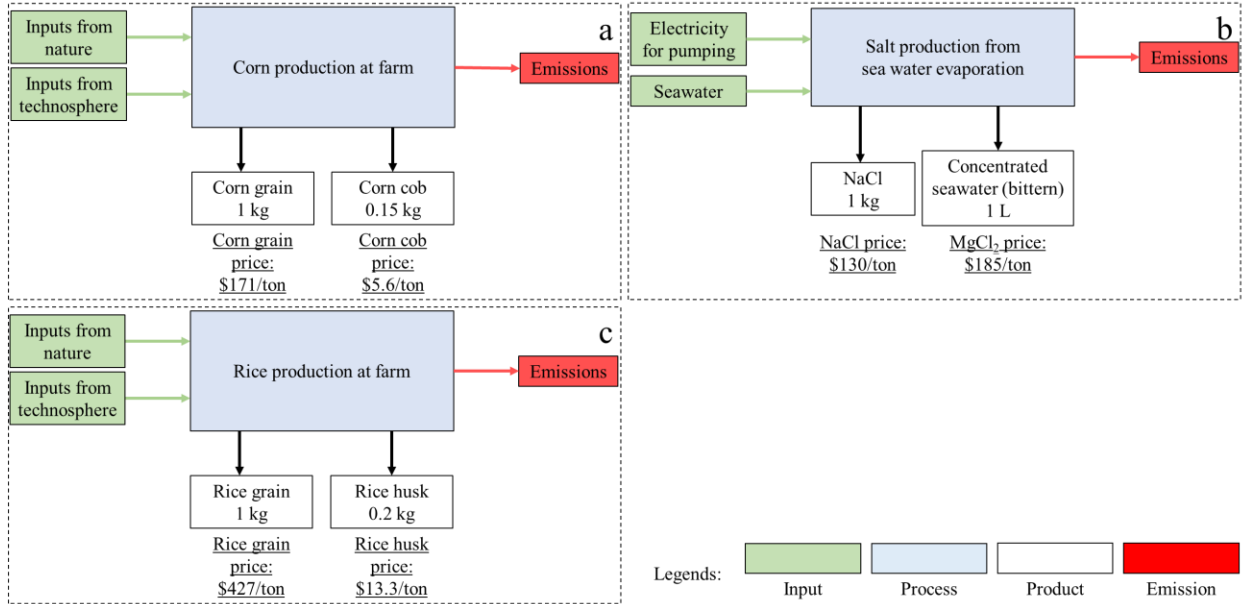 a
Inputs from
nature
Inputs from
technosphere
Corn production at farm
Emissions
Corn grain
1 kg
Corn cob
0.15 kg
Corn grain
price:
$171/ton
Corn cob
price:
$5.6/ton
b
Electricity
for pumping
Seawater
Salt production from
sea water evaporation
Emissions
NaCl
1 kg
Concentrated
seawater (bittern)
1 L
NaCl price:
$130/ton
MgCl₂ price:
$185/ton
c
Inputs from
nature
Inputs from
technosphere
Rice production at farm
Emissions
Rice grain
1 kg
Rice husk
0.2 kg
Rice grain
price:
$427/ton
Rice husk
price:
$13.3/ton
Legends:
Input
Process
Product
Emission